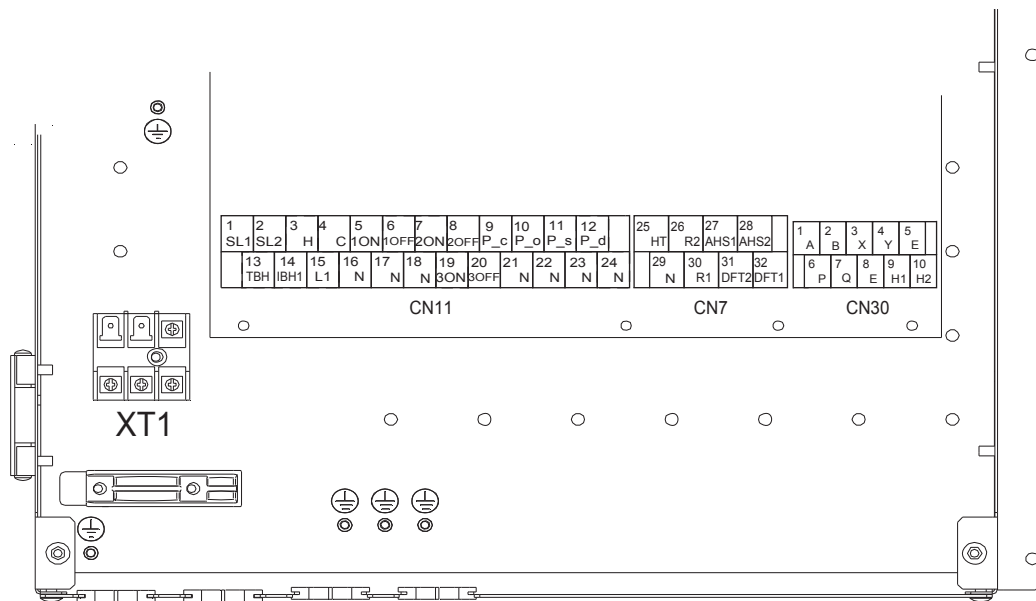 1 2 3 4 5 6 7 8 9 10 11 12
SL1 SL2 H C 1ON 1OFF 2ON 2OFF P_c P_o P_s P_d
13 14 15 16 17 18 19 20 21 22 23 24
TBH IBH1 L1 N N N 3ON 3OFF N N N N
CN11
25 26 27 28
HT R2 AHS1 AHS2
29 30 31 32
N R1 DFT2 DFT1
CN7
1 2 3 4 5
A B X Y E
6 7 8 9 10
P Q E H1 H2
CN30
XT1